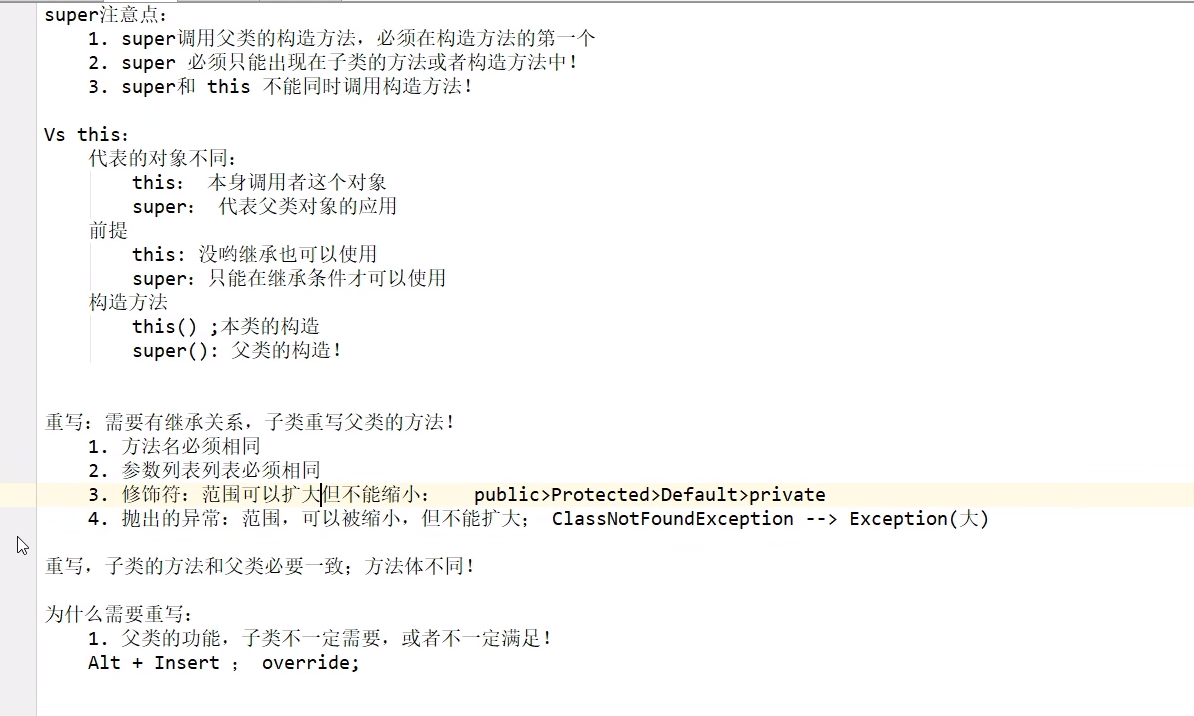 super注意点：
1. super调用父类的构造方法，必须在构造方法的第一个
2. super 必须只能出现在子类的方法或者构造方法中！
3. super和 this 不能同时调用构造方法！
Vs this：
代表的对象不同：
this： 本身调用者这个对象
super： 代表父类对象的应用
前提
this：没哟继承也可以使用
super：只能在继承条件才可以使用
构造方法
this() ;本类的构造
super()：父类的构造！
重写：需要有继承关系，子类重写父类的方法！
1. 方法名必须相同
2. 参数列表列表必须相同
3. 修饰符：范围可以扩大但不能缩小： public>Protected>Default>private
4. 抛出的异常：范围，可以被缩小，但不能扩大； ClassNotFoundException --> Exception(大)
重写，子类的方法和父类必要一致；方法体不同！
为什么需要重写：
1. 父类的功能，子类不一定需要，或者不一定满足！
Alt + Insert ； override;